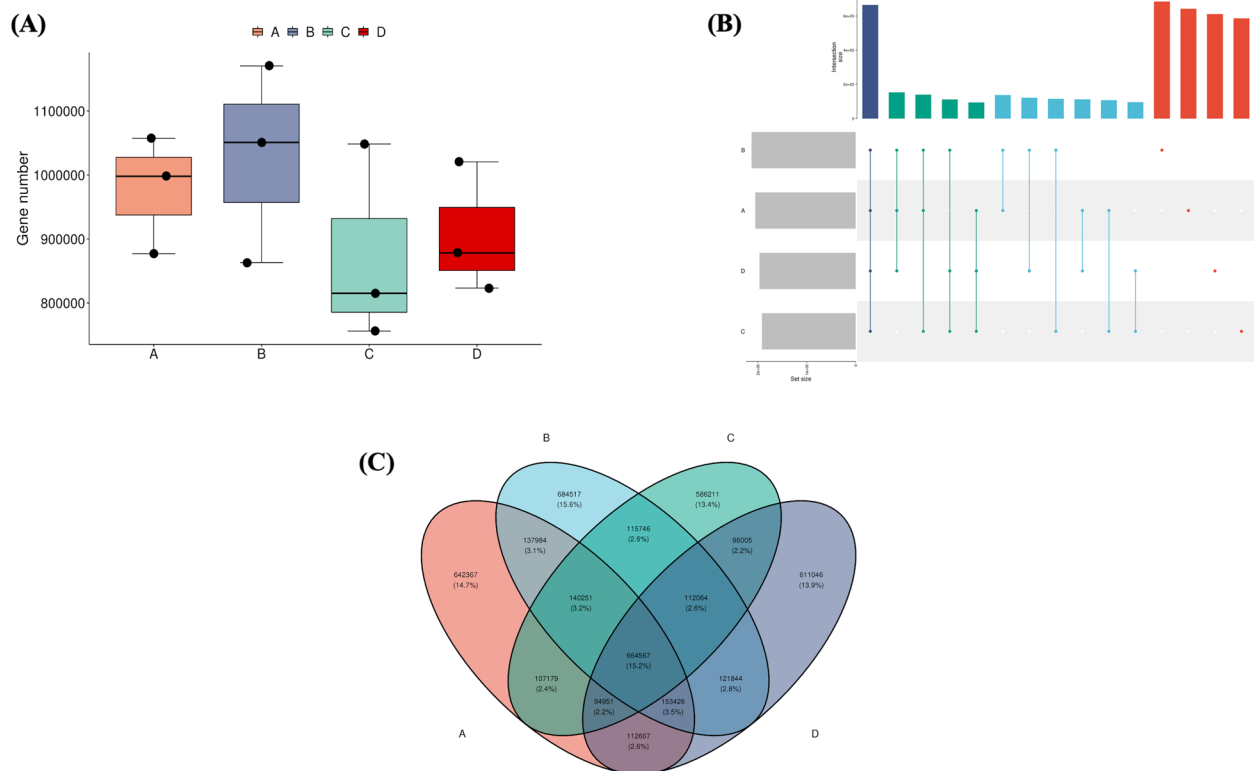 (A)
A B C D
Gene number
1100000
1000000
900000
800000
A B C D
(B)
Intersection
size
0
B
A
D
C
0
Set size
(C)
B C
684517
(15.6%)
586211
(13.4%)
115746
(2.6%)
137984
(3.1%)
96005
(2.2%)
642367
(14.7%)
611046
(13.9%)
140251
(3.2%)
112064
(2.6%)
664567
(15.2%)
107179
(2.4%)
121844
(2.8%)
94951
(2.2%)
153426
(3.5%)
112667
(2.6%)
A D